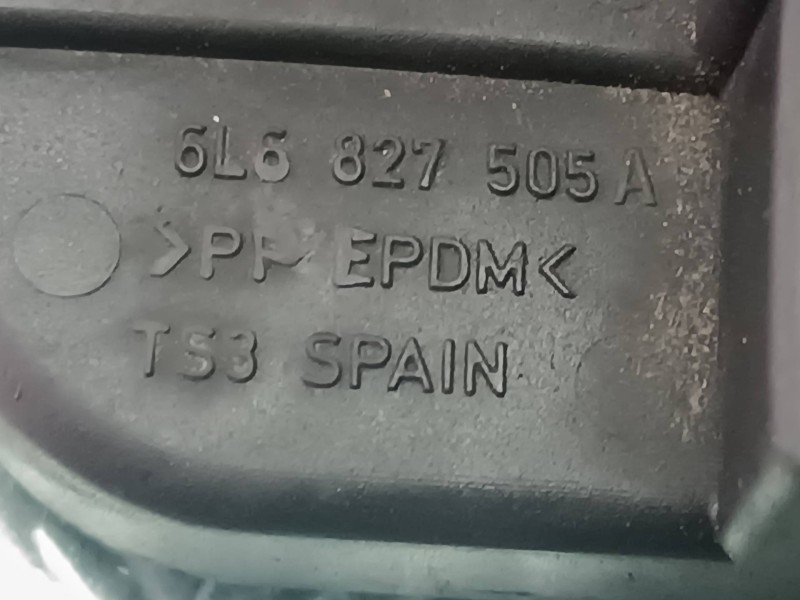 6L6 827 505 A
>PP/EPDM<
TS3 SPAIN